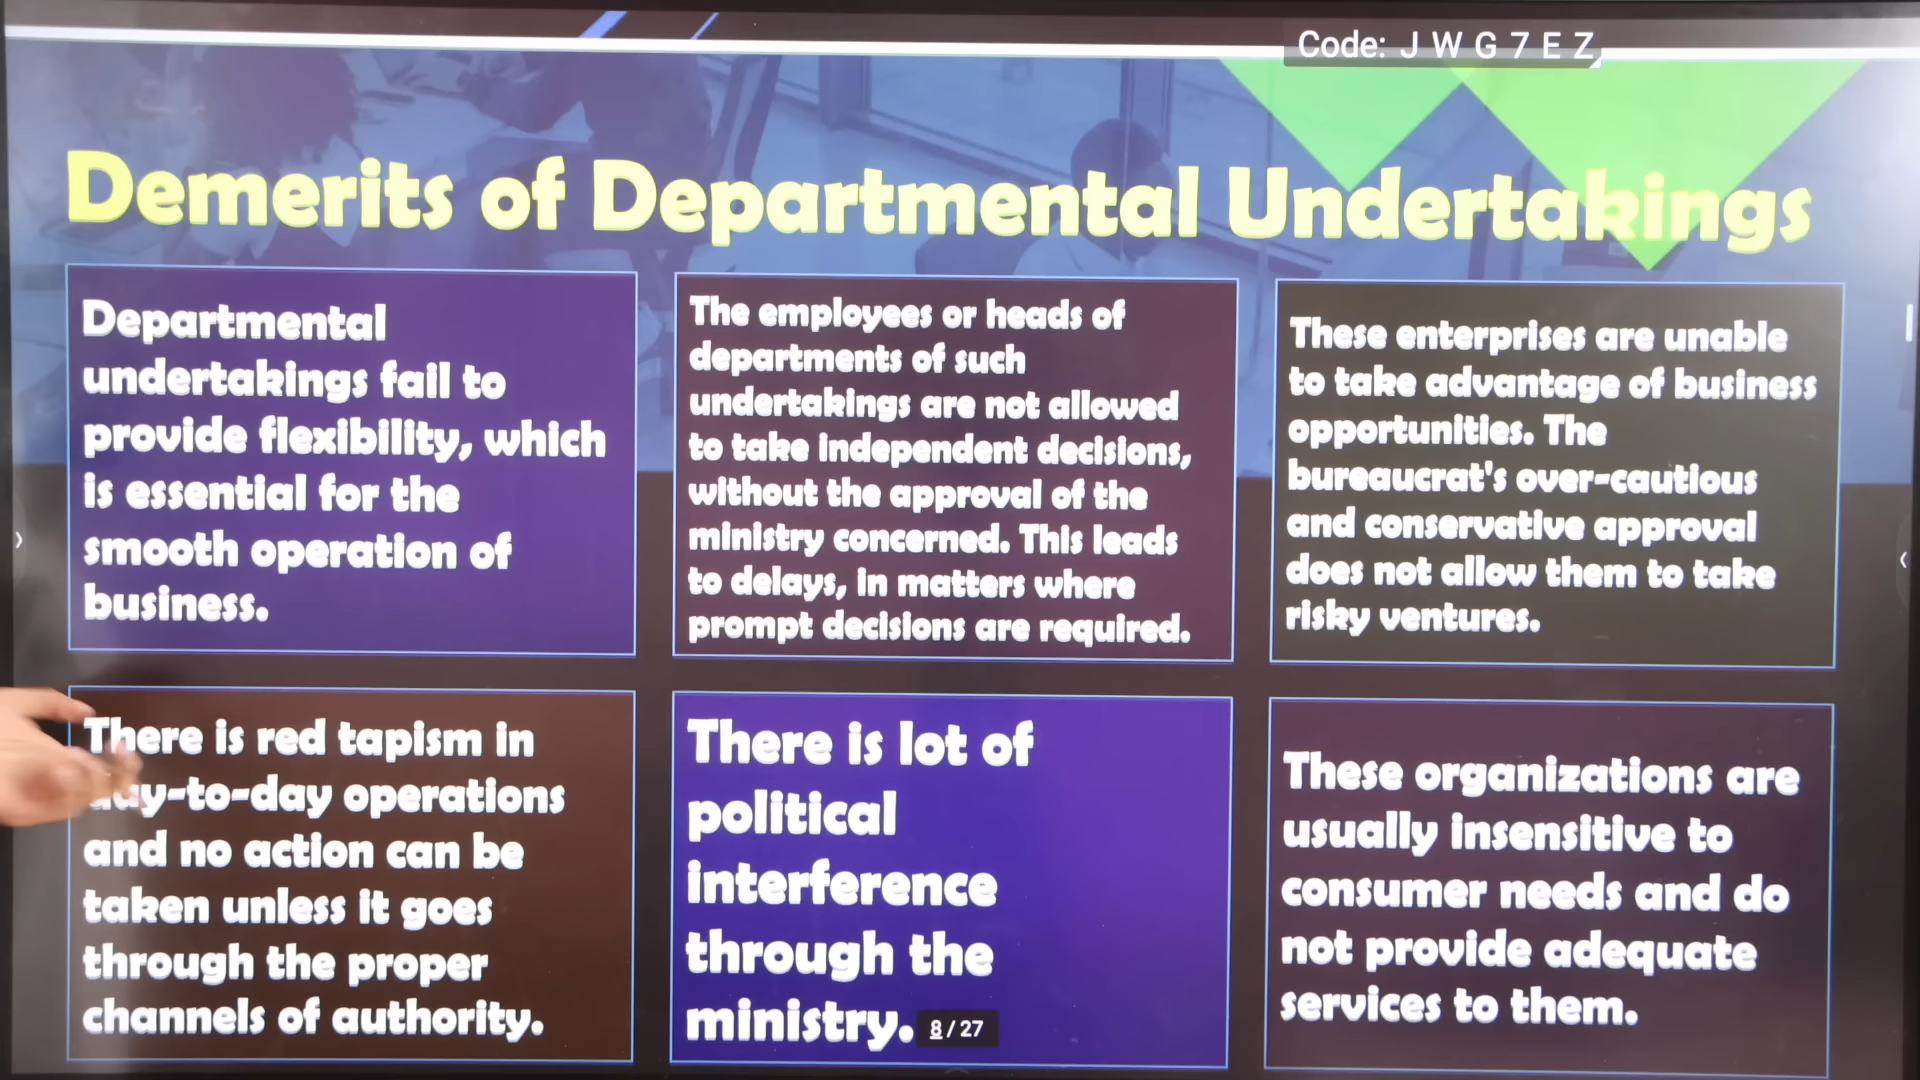 Code: J W G 7 E Z
Demerits of Departmental Undertakings
Departmental
undertakings fail to
provide flexibility, which
is essential for the
smooth operation of
business.
The employees or heads of
departments of such
undertakings are not allowed
to take independent decisions,
without the approval of the
ministry concerned. This leads
to delays, in matters where
prompt decisions are required.
These enterprises are unable
to take advantage of business
opportunities. The
bureaucrat's over-cautious
and conservative approval
does not allow them to take
risky ventures.
There is red tapism in
day-to-day operations
and no action can be
taken unless it goes
through the proper
channels of authority.
There is lot of
political
interference
through the
ministry.
8 / 27
These organizations are
usually insensitive to
consumer needs and do
not provide adequate
services to them.